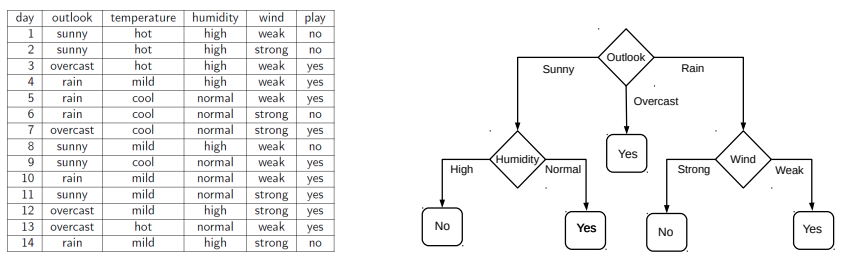 day outlook temperature humidity wind play
1 sunny hot high weak no
2 sunny hot high strong no
3 overcast hot high weak yes
4 rain mild high weak yes
5 rain cool normal weak yes
6 rain cool normal strong no
7 overcast cool normal strong yes
8 sunny mild high weak no
9 sunny cool normal weak yes
10 rain mild normal weak yes
11 sunny mild normal strong yes
12 overcast mild high strong yes
13 overcast hot normal weak yes
14 rain mild high strong no
Outlook
Sunny
Rain
Overcast
Yes
Humidity
Wind
High
Normal
Strong
Weak
No
Yes
No
Yes